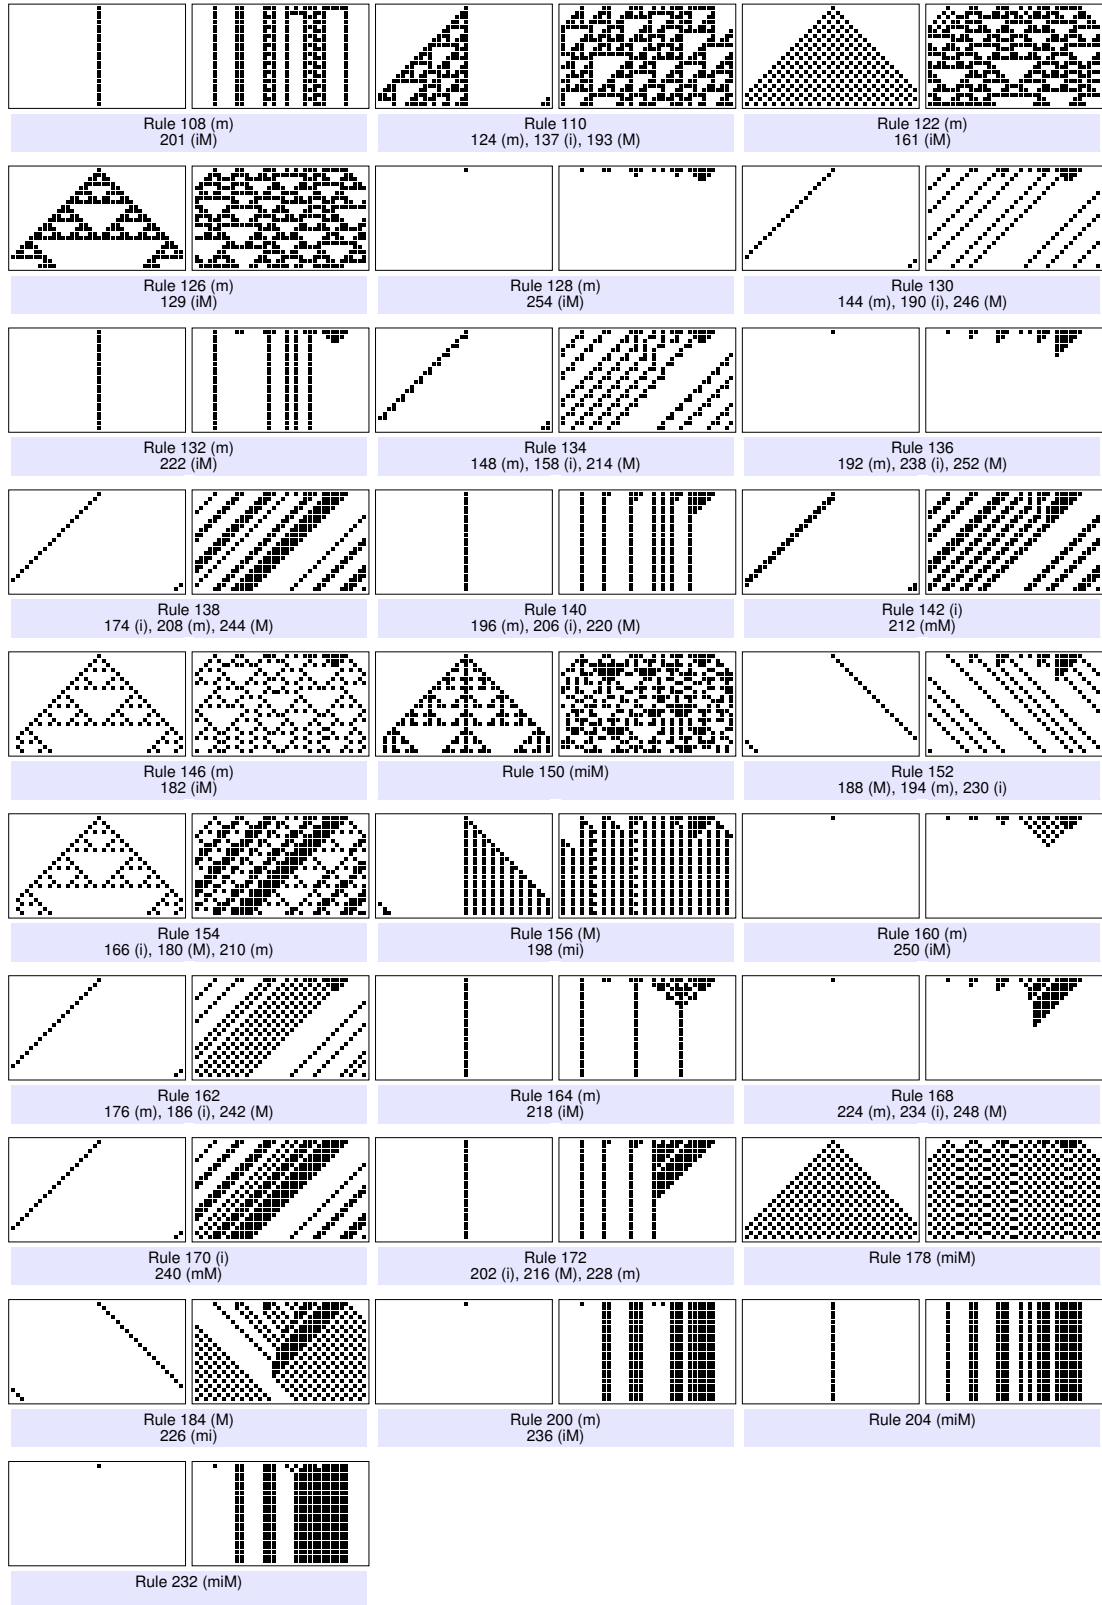 Rule 108 (m)
201 (iM)
Rule 110
124 (m), 137 (i), 193 (M)
Rule 122 (m)
161 (iM)
Rule 126 (m)
129 (iM)
Rule 128 (m)
254 (iM)
Rule 130
144 (m), 190 (i), 246 (M)
Rule 132 (m)
222 (iM)
Rule 134
148 (m), 158 (i), 214 (M)
Rule 136
192 (m), 238 (i), 252 (M)
Rule 138
174 (i), 208 (m), 244 (M)
Rule 140
196 (m), 206 (i), 220 (M)
Rule 142 (i)
212 (mM)
Rule 146 (m)
182 (iM)
Rule 150 (miM)
Rule 152
188 (M), 194 (m), 230 (i)
Rule 154
166 (i), 180 (M), 210 (m)
Rule 156 (M)
198 (mi)
Rule 160 (m)
250 (iM)
Rule 162
176 (m), 186 (i), 242 (M)
Rule 164 (m)
218 (iM)
Rule 168
224 (m), 234 (i), 248 (M)
Rule 170 (i)
240 (mM)
Rule 172
202 (i), 216 (M), 228 (m)
Rule 178 (miM)
Rule 184 (M)
226 (mi)
Rule 200 (m)
236 (iM)
Rule 204 (miM)
Rule 232 (miM)